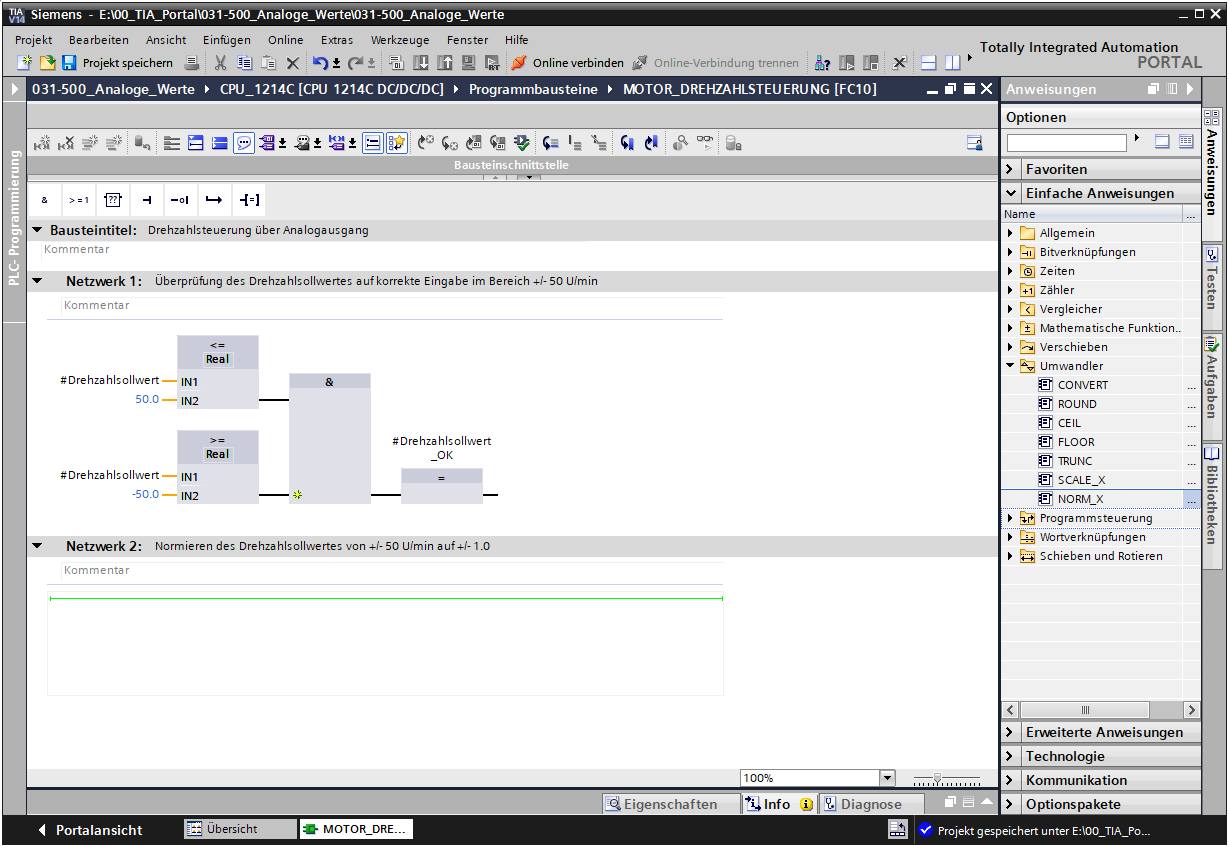 TIA V14
Siemens - E:\00_TIA_Portal\031-500_Analoge_Werte\031-500_Analoge_Werte
Projekt Bearbeiten Ansicht Einfügen Online Extras Werkzeuge Fenster Hilfe
Projekt speichern
Online verbinden
Online-Verbindung trennen
Totally Integrated Automation
PORTAL
031-500_Analoge_Werte
CPU_1214C [CPU 1214C DC/DC/DC]
Programmbausteine
MOTOR_DREHZAHLSTEUERUNG [FC10]
PLC- Programmierung
Bausteinschnittstelle
& >=1 ?? -| -o| [=]
Bausteintitel: Drehzahlsteuerung über Analogausgang
Kommentar
Netzwerk 1: Überprüfung des Drehzahlsollwertes auf korrekte Eingabe im Bereich +/- 50 U/min
Kommentar
<=
Real
#Drehzahlsollwert IN1
50.0 IN2
&
>=
Real
#Drehzahlsollwert IN1
-50.0 IN2
#Drehzahlsollwert
_OK
=
Netzwerk 2: Normieren des Drehzahlsollwertes von +/- 50 U/min auf +/- 1.0
Kommentar
100%
Eigenschaften
Info
Diagnose
Anweisungen
Optionen
Favoriten
Einfache Anweisungen
Name ...
Allgemein
Bitverknüpfungen
Zeiten
Zähler
Vergleicher
Mathematische Funktion..
Verschieben
Umwandler
CONVERT ...
ROUND ...
CEIL ...
FLOOR ...
TRUNC ...
SCALE_X ...
NORM_X ...
Programmsteuerung
Wortverknüpfungen
Schieben und Rotieren
Erweiterte Anweisungen
Technologie
Kommunikation
Optionspakete
Anweisungen
Testen
Aufgaben
Bibliotheken
Portalansicht
Übersicht
MOTOR_DRE...
Projekt gespeichert unter E:\00_TIA_Po...